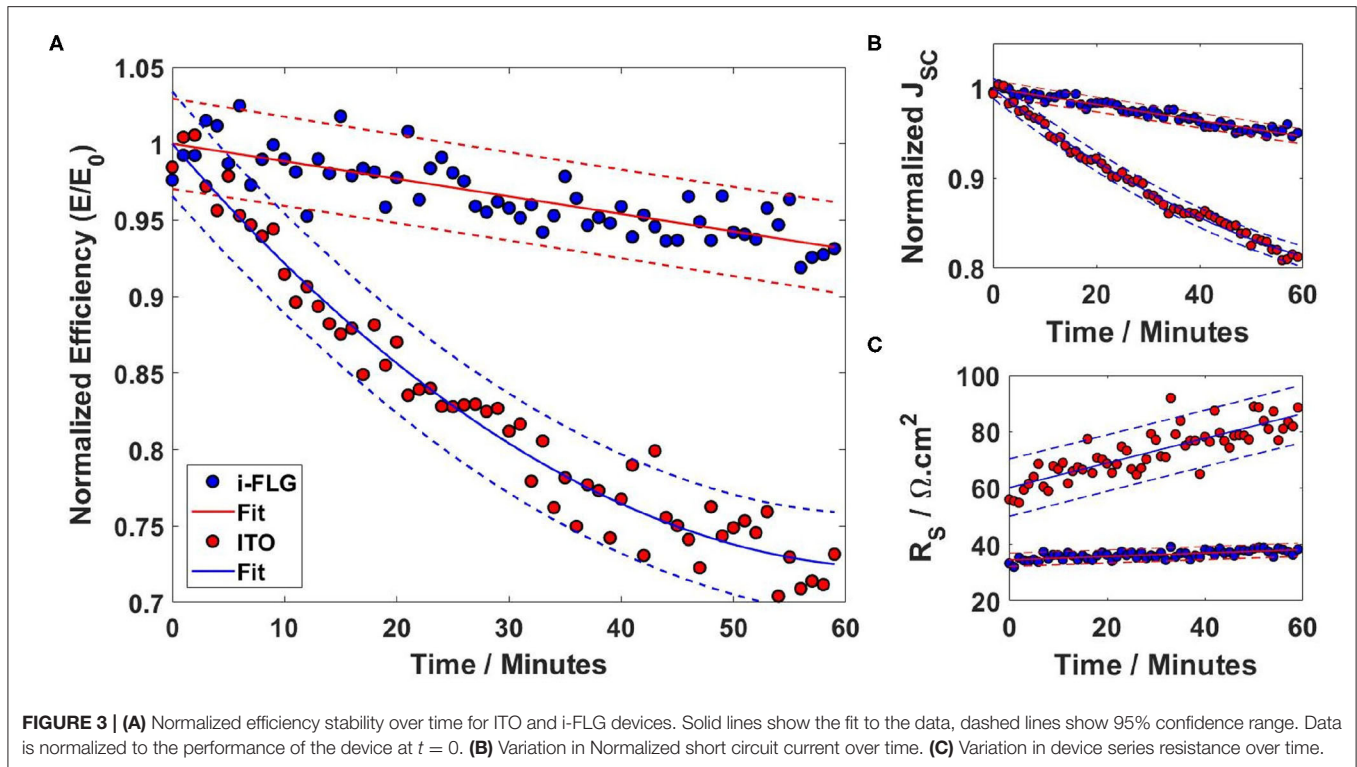 A
Normalized Efficiency (E/E0)
1.05
1
0.95
0.9
0.85
0.8
0.75
0.7
i-FLG
Fit
ITO
Fit
0 10 20 30 40 50 60
Time / Minutes
B
Normalized JSC
1
0.9
0.8
0 20 40 60
Time / Minutes
C
RS / Ω.cm²
100
80
60
40
20
0 20 40 60
Time / Minutes
FIGURE 3 | (A) Normalized efficiency stability over time for ITO and i-FLG devices. Solid lines show the fit to the data, dashed lines show 95% confidence range. Data
is normalized to the performance of the device at t = 0. (B) Variation in Normalized short circuit current over time. (C) Variation in device series resistance over time.